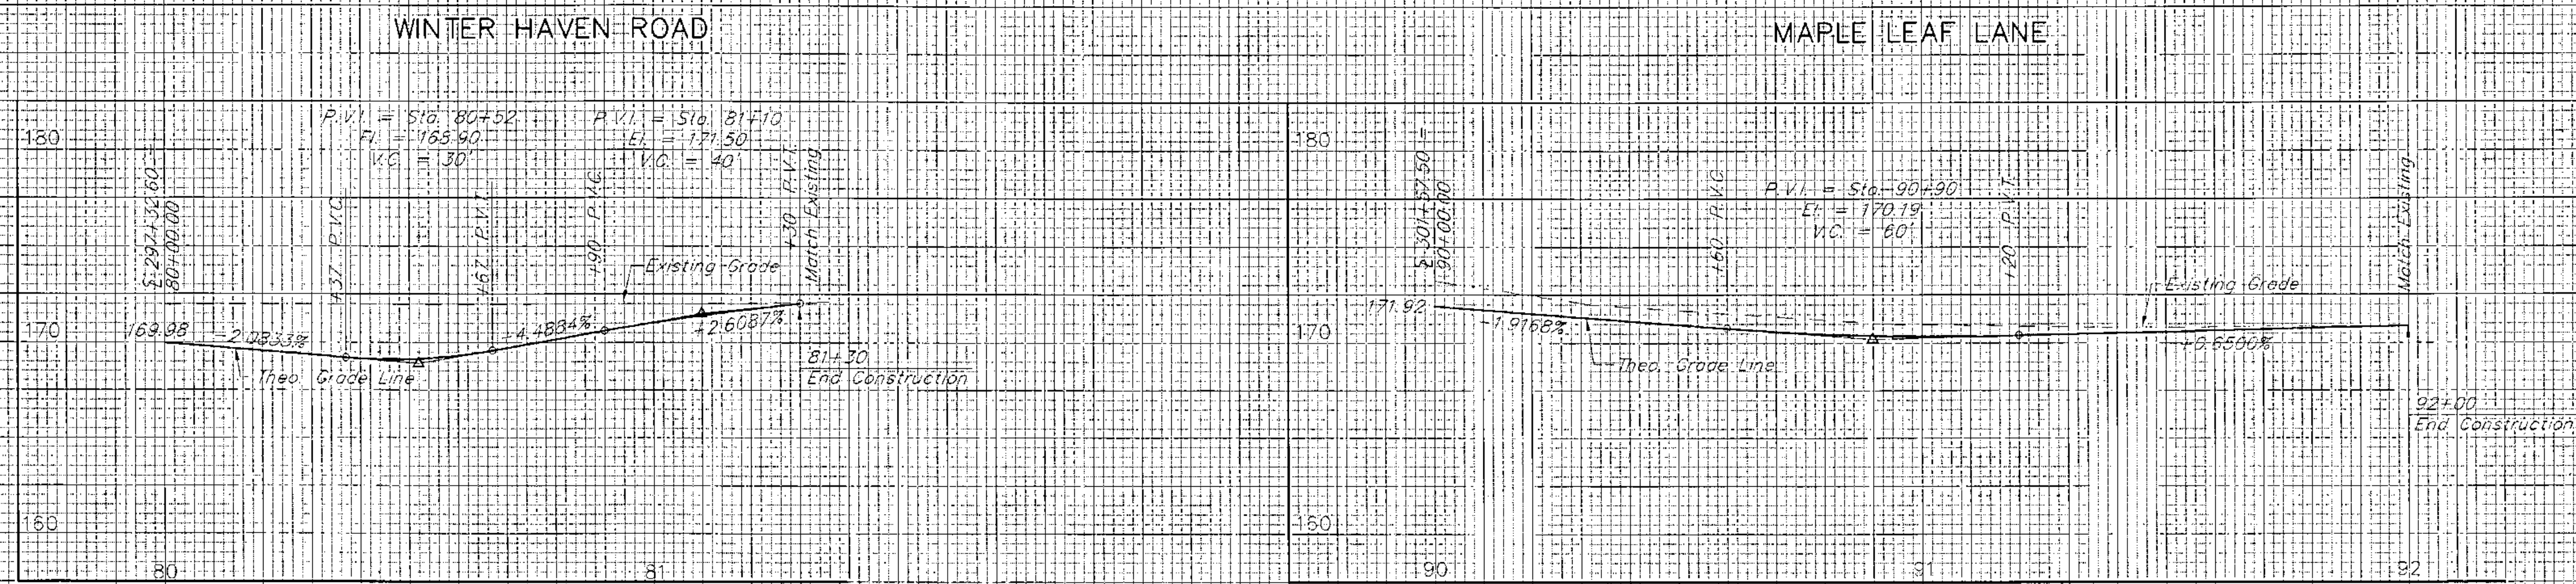 WINTER HAVEN ROAD
P.V.I. = Sta. 80+52
El. = 168.90
V.C. = 30'
P.V.I. = Sta. 81+10
El. = 171.50
V.C. = 40'
180
170
160
℄ 297+32.60 =
80+00.00
+37 P.V.C.
+67 P.V.T.
+90 P.V.C.
+30 P.V.T.
Match Existing
Existing Grade
169.98
-2.0833%
+4.4884%
+2.6087%
Theo. Grade Line
81+30
End Construction
80
81
MAPLE LEAF LANE
180
170
160
℄ 301+57.50 =
90+00.00
+60 P.V.C.
P.V.I. = Sta. 90+90
El. = 170.19
V.C. = 60'
+20 P.V.T.
Match Existing
Existing Grade
171.92
-1.9168%
+0.6500%
Theo. Grade Line
92+00
End Construction
90
91
92